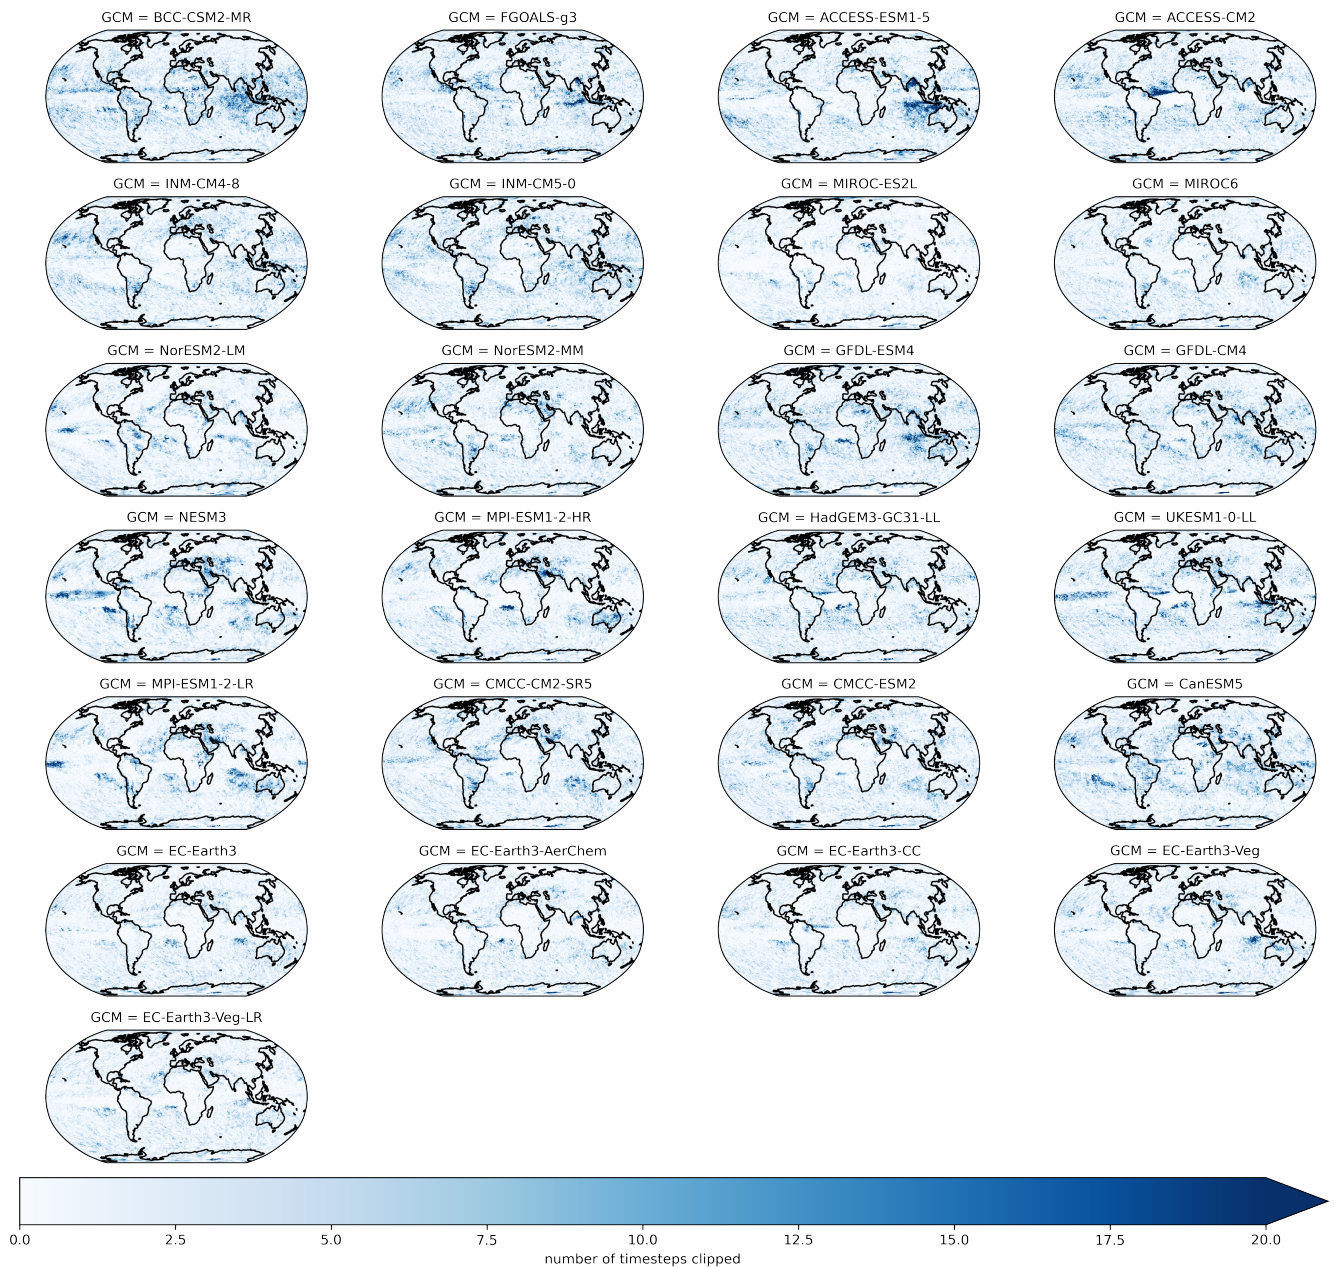 GCM = BCC-CSM2-MR
GCM = FGOALS-g3
GCM = ACCESS-ESM1-5
GCM = ACCESS-CM2
GCM = INM-CM4-8
GCM = INM-CM5-0
GCM = MIROC-ES2L
GCM = MIROC6
GCM = NorESM2-LM
GCM = NorESM2-MM
GCM = GFDL-ESM4
GCM = GFDL-CM4
GCM = NESM3
GCM = MPI-ESM1-2-HR
GCM = HadGEM3-GC31-LL
GCM = UKESM1-0-LL
GCM = MPI-ESM1-2-LR
GCM = CMCC-CM2-SR5
GCM = CMCC-ESM2
GCM = CanESM5
GCM = EC-Earth3
GCM = EC-Earth3-AerChem
GCM = EC-Earth3-CC
GCM = EC-Earth3-Veg
GCM = EC-Earth3-Veg-LR
0.0 2.5 5.0 7.5 10.0 12.5 15.0 17.5 20.0
number of timesteps clipped